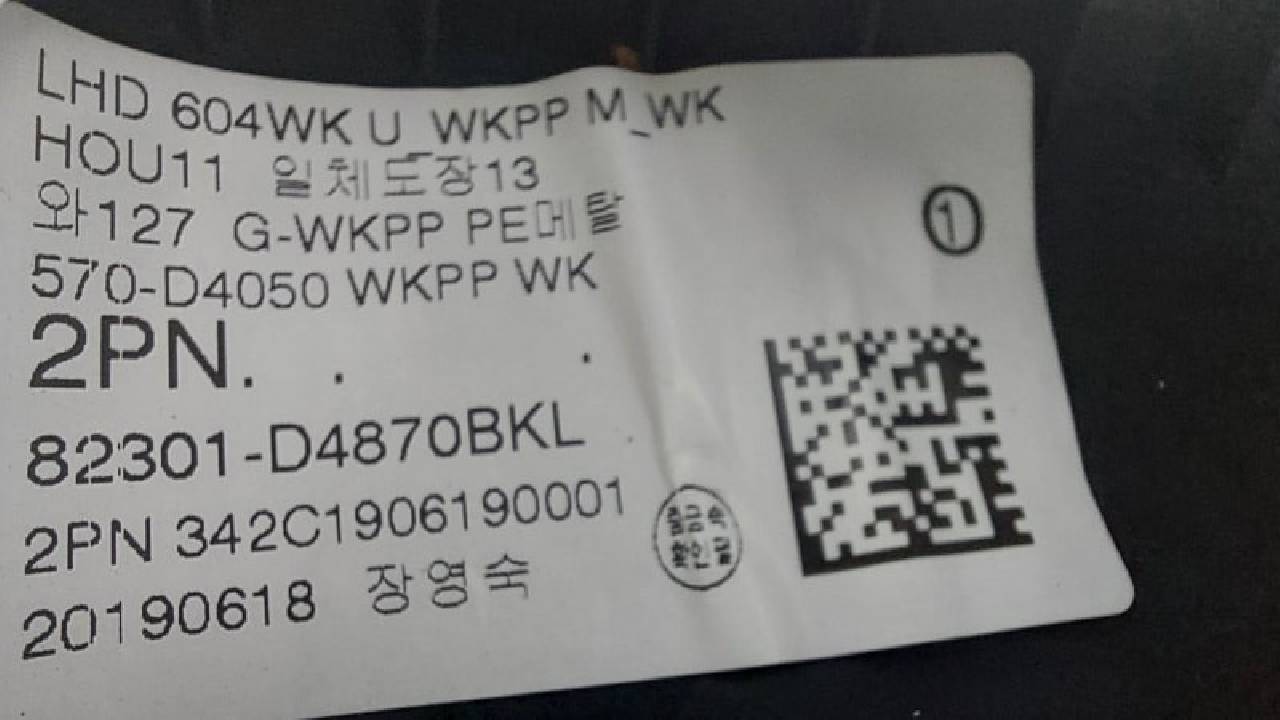 LHD 604WK U_WKPP M_WK
HOU11 일체도장13
와127 G-WKPP PE메탈
570-D4050 WKPP WK
2PN. . .
82301-D4870BKL
2PN 342C1906190001
20190618 장영숙
①